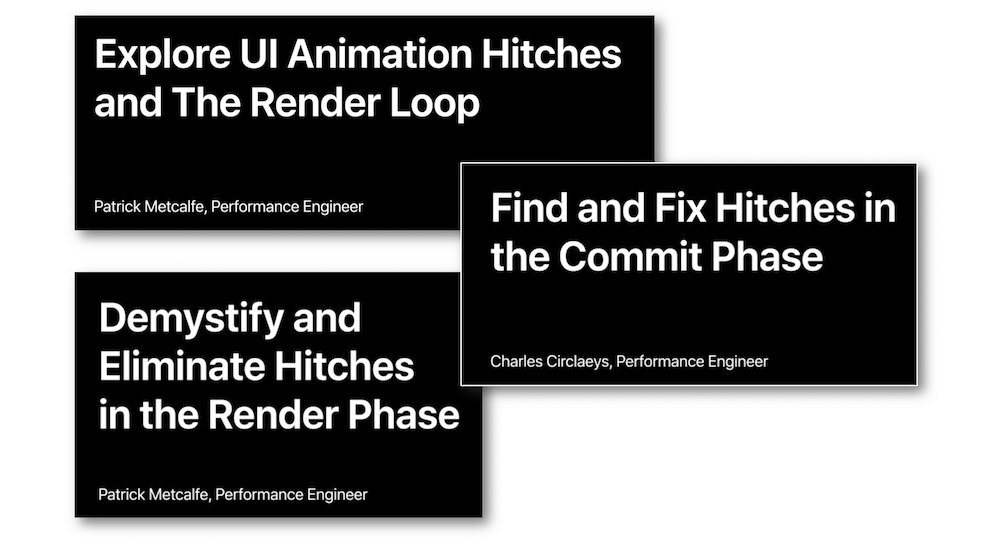 Explore UI Animation Hitches
and The Render Loop
Patrick Metcalfe, Performance Engineer
Find and Fix Hitches in
the Commit Phase
Charles Circlaeys, Performance Engineer
Demystify and
Eliminate Hitches
in the Render Phase
Patrick Metcalfe, Performance Engineer